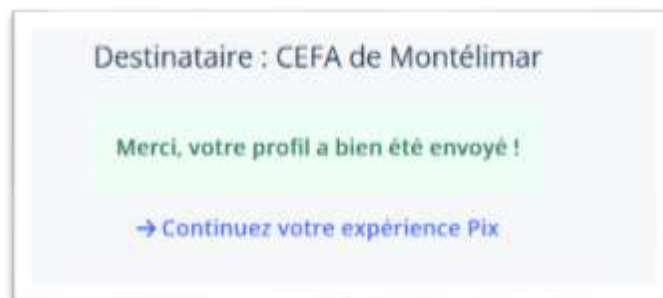 Destinataire : CEFA de Montélimar
Merci, votre profil a bien été envoyé !
→ Continuez votre expérience Pix